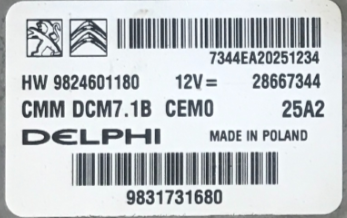 7344EA20251234
HW 9824601180 12V= 28667344
CMM DCM7.1B CEM0 25A2
DELPHI MADE IN POLAND
9831731680